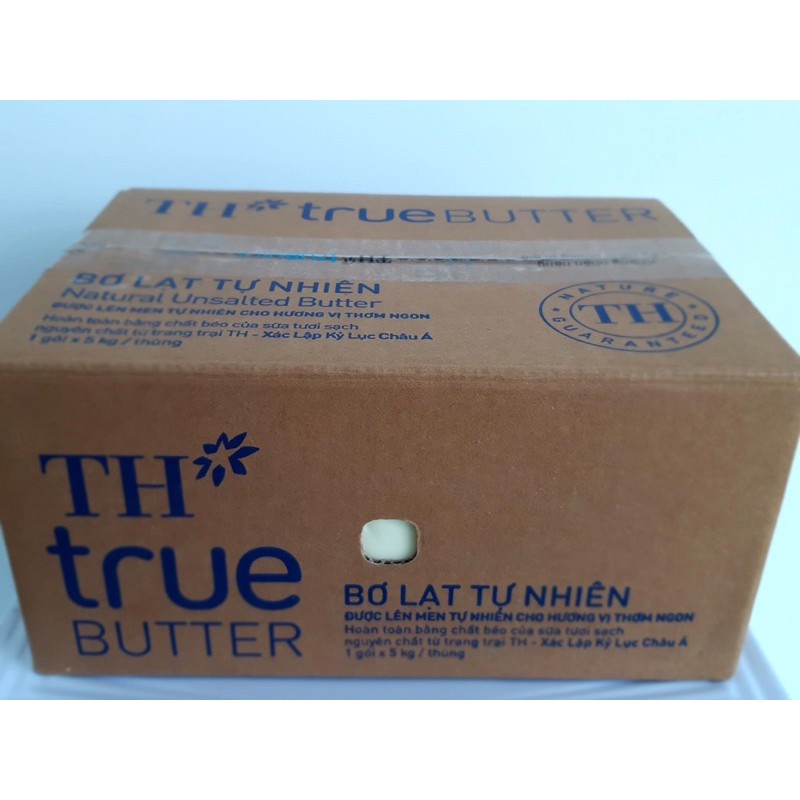 TH trueBUTTER
BƠ LẠT TỰ NHIÊN
Natural Unsalted Butter
ĐƯỢC LÊN MEN TỰ NHIÊN CHO HƯƠNG VỊ THƠM NGON
Hoàn toàn bằng chất béo của sữa tươi sạch
nguyên chất từ trang trại TH - Xác Lập Kỷ Lục Châu Á
1 gói x 5 kg / thùng
NATURE
TH
GUARANTEED
TH
true
BUTTER
BƠ LẠT TỰ NHIÊN
ĐƯỢC LÊN MEN TỰ NHIÊN CHO HƯƠNG VỊ THƠM NGON
Hoàn toàn bằng chất béo của sữa tươi sạch
nguyên chất từ trang trại TH - Xác Lập Kỷ Lục Châu Á
1 gói x 5 kg / thùng